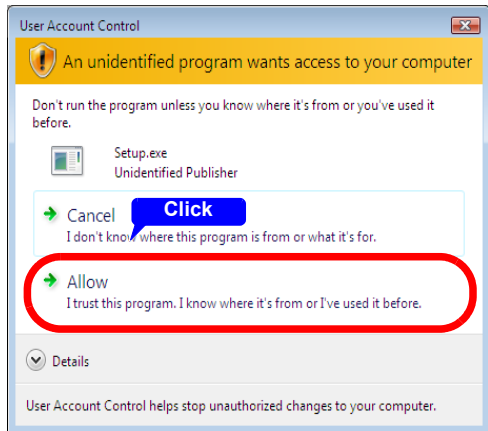 User Account Control
An unidentified program wants access to your computer
Don't run the program unless you know where it's from or you've used it
before.
Setup.exe
Unidentified Publisher
Cancel
Click
I don't know where this program is from or what it's for.
Allow
I trust this program. I know where it's from or I've used it before.
Details
User Account Control helps stop unauthorized changes to your computer.